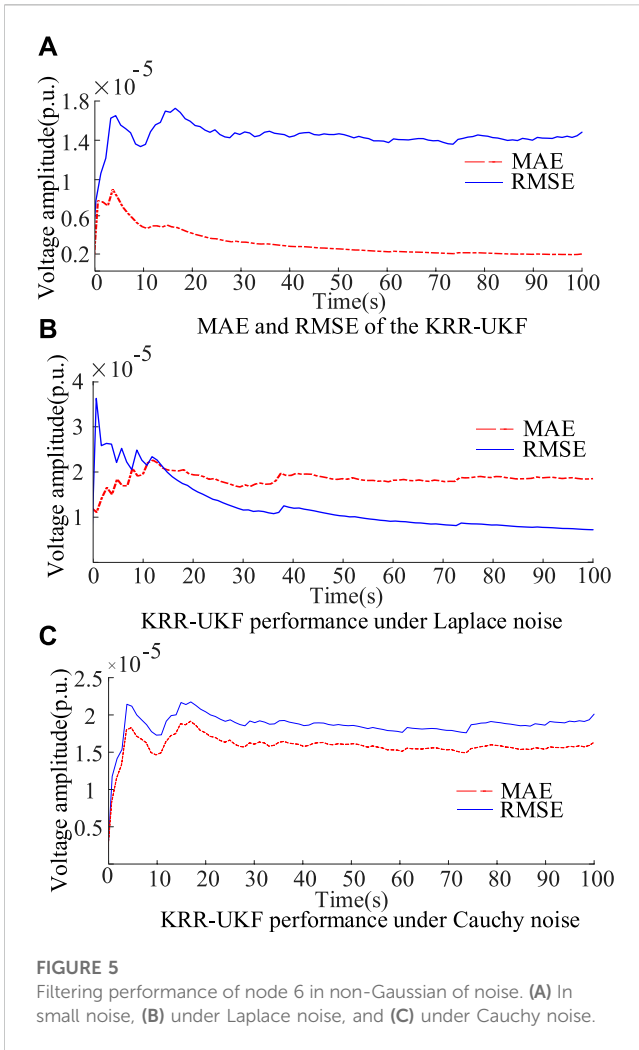 A
×10^-5
1.8
1.4
1
0.6
0.2
Voltage amplitude(p.u.)
MAE
RMSE
0 10 20 30 40 50 60 70 80 90 100
Time(s)
MAE and RMSE of the KRR-UKF
B
×10^-5
4
3
2
1
Voltage amplitude(p.u.)
MAE
RMSE
0 10 20 30 40 50 60 70 80 90 100
Time(s)
KRR-UKF performance under Laplace noise
C
×10^-5
2.5
2
1.5
1
0.5
Voltage amplitude(p.u.)
MAE
RMSE
0 10 20 30 40 50 60 70 80 90 100
Time(s)
KRR-UKF performance under Cauchy noise
FIGURE 5
Filtering performance of node 6 in non-Gaussian of noise. (A) In
small noise, (B) under Laplace noise, and (C) under Cauchy noise.